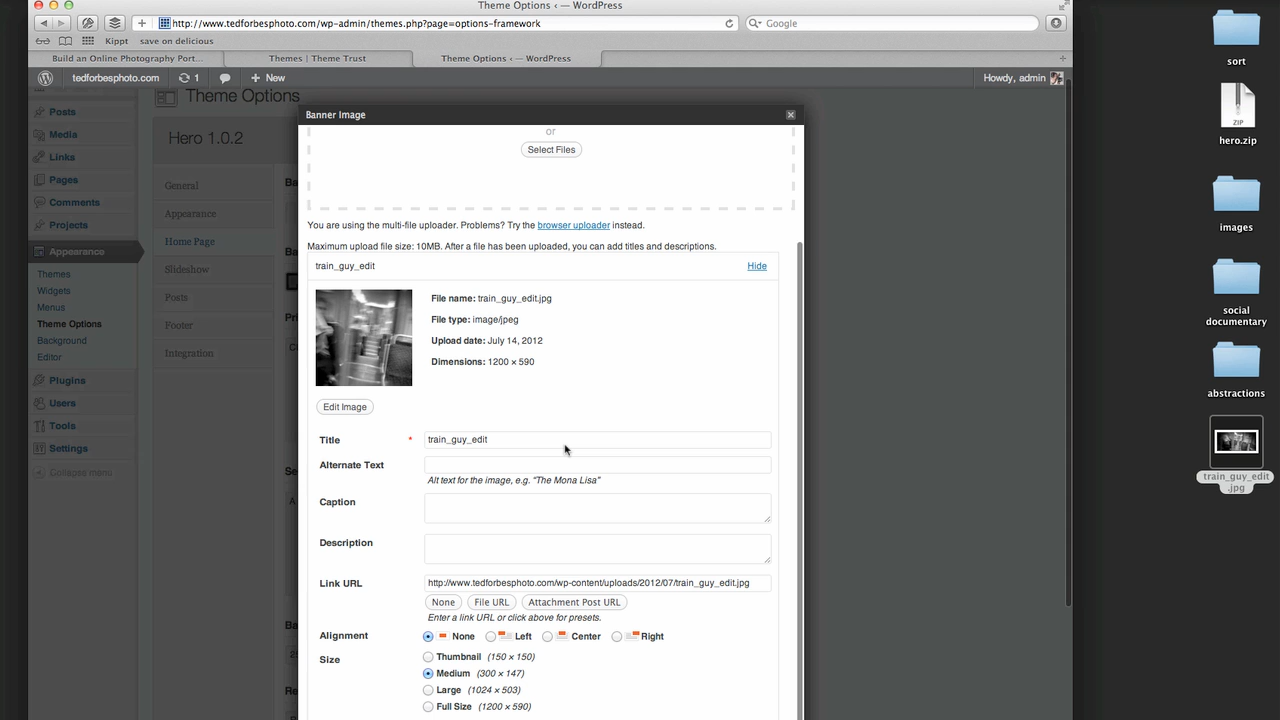 Theme Options ‹ — WordPress
http://www.tedforbesphoto.com/wp-admin/themes.php?page=options-framework
Google
Kippt save on delicious
Build an Online Photography Port...
Themes | Theme Trust
Theme Options ‹ — WordPress
tedforbesphoto.com
1
New
Howdy, admin
Theme Options
Hero 1.0.2
Posts
Media
Links
Pages
Comments
Projects
Appearance
Themes
Widgets
Menus
Theme Options
Background
Editor
Plugins
Users
Tools
Settings
Collapse menu
General
Appearance
Home Page
Slideshow
Posts
Footer
Integration
Banner Image
or
Select Files
You are using the multi-file uploader. Problems? Try the browser uploader instead.
Maximum upload file size: 10MB. After a file has been uploaded, you can add titles and descriptions.
train_guy_edit
Hide
File name: train_guy_edit.jpg
File type: image/jpeg
Upload date: July 14, 2012
Dimensions: 1200 × 590
Edit Image
Title * train_guy_edit
Alternate Text
Alt text for the image, e.g. “The Mona Lisa”
Caption
Description
Link URL http://www.tedforbesphoto.com/wp-content/uploads/2012/07/train_guy_edit.jpg
None File URL Attachment Post URL
Enter a link URL or click above for presets.
Alignment None Left Center Right
Size Thumbnail (150 × 150)
Medium (300 × 147)
Large (1024 × 503)
Full Size (1200 × 590)
sort
ZIP
hero.zip
images
social
documentary
abstractions
train_guy_edit
.jpg